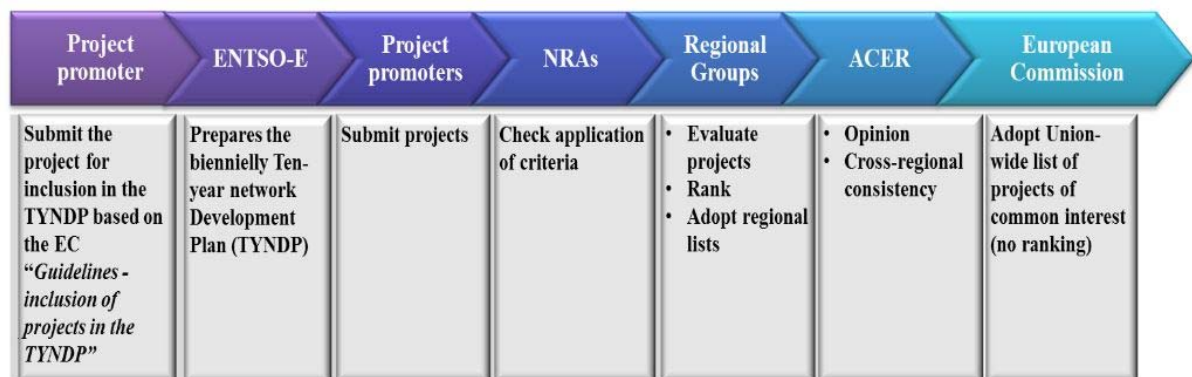 Project
promoter
ENTSO-E
Project
promoters
NRAs
Regional
Groups
ACER
European
Commission
Submit the
project for
inclusion in the
TYNDP based on
the EC
“Guidelines -
inclusion of
projects in the
TYNDP”
Prepares the
biennielly Ten-
year network
Development
Plan (TYNDP)
Submit projects
Check application
of criteria
• Evaluate
projects
• Rank
• Adopt regional
lists
• Opinion
• Cross-regional
consistency
Adopt Union-
wide list of
projects of
common interest
(no ranking)